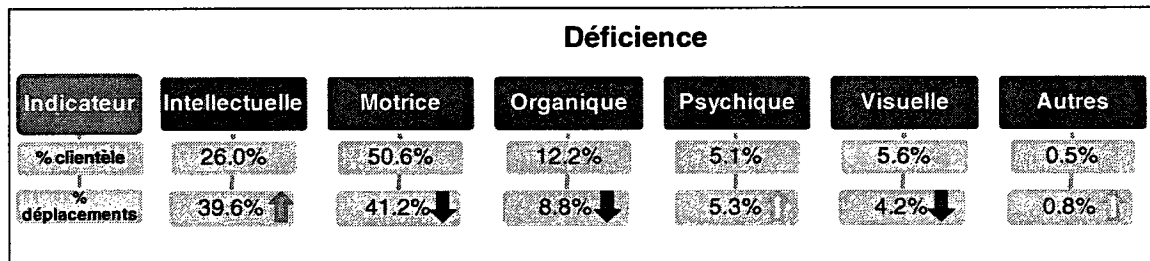 Déficience
Indicateur Intellectuelle Motrice Organique Psychique Visuelle Autres
% clientèle 26.0% 50.6% 12.2% 5.1% 5.6% 0.5%
% déplacements 39.6% 41.2% 8.8% 5.3% 4.2% 0.8%